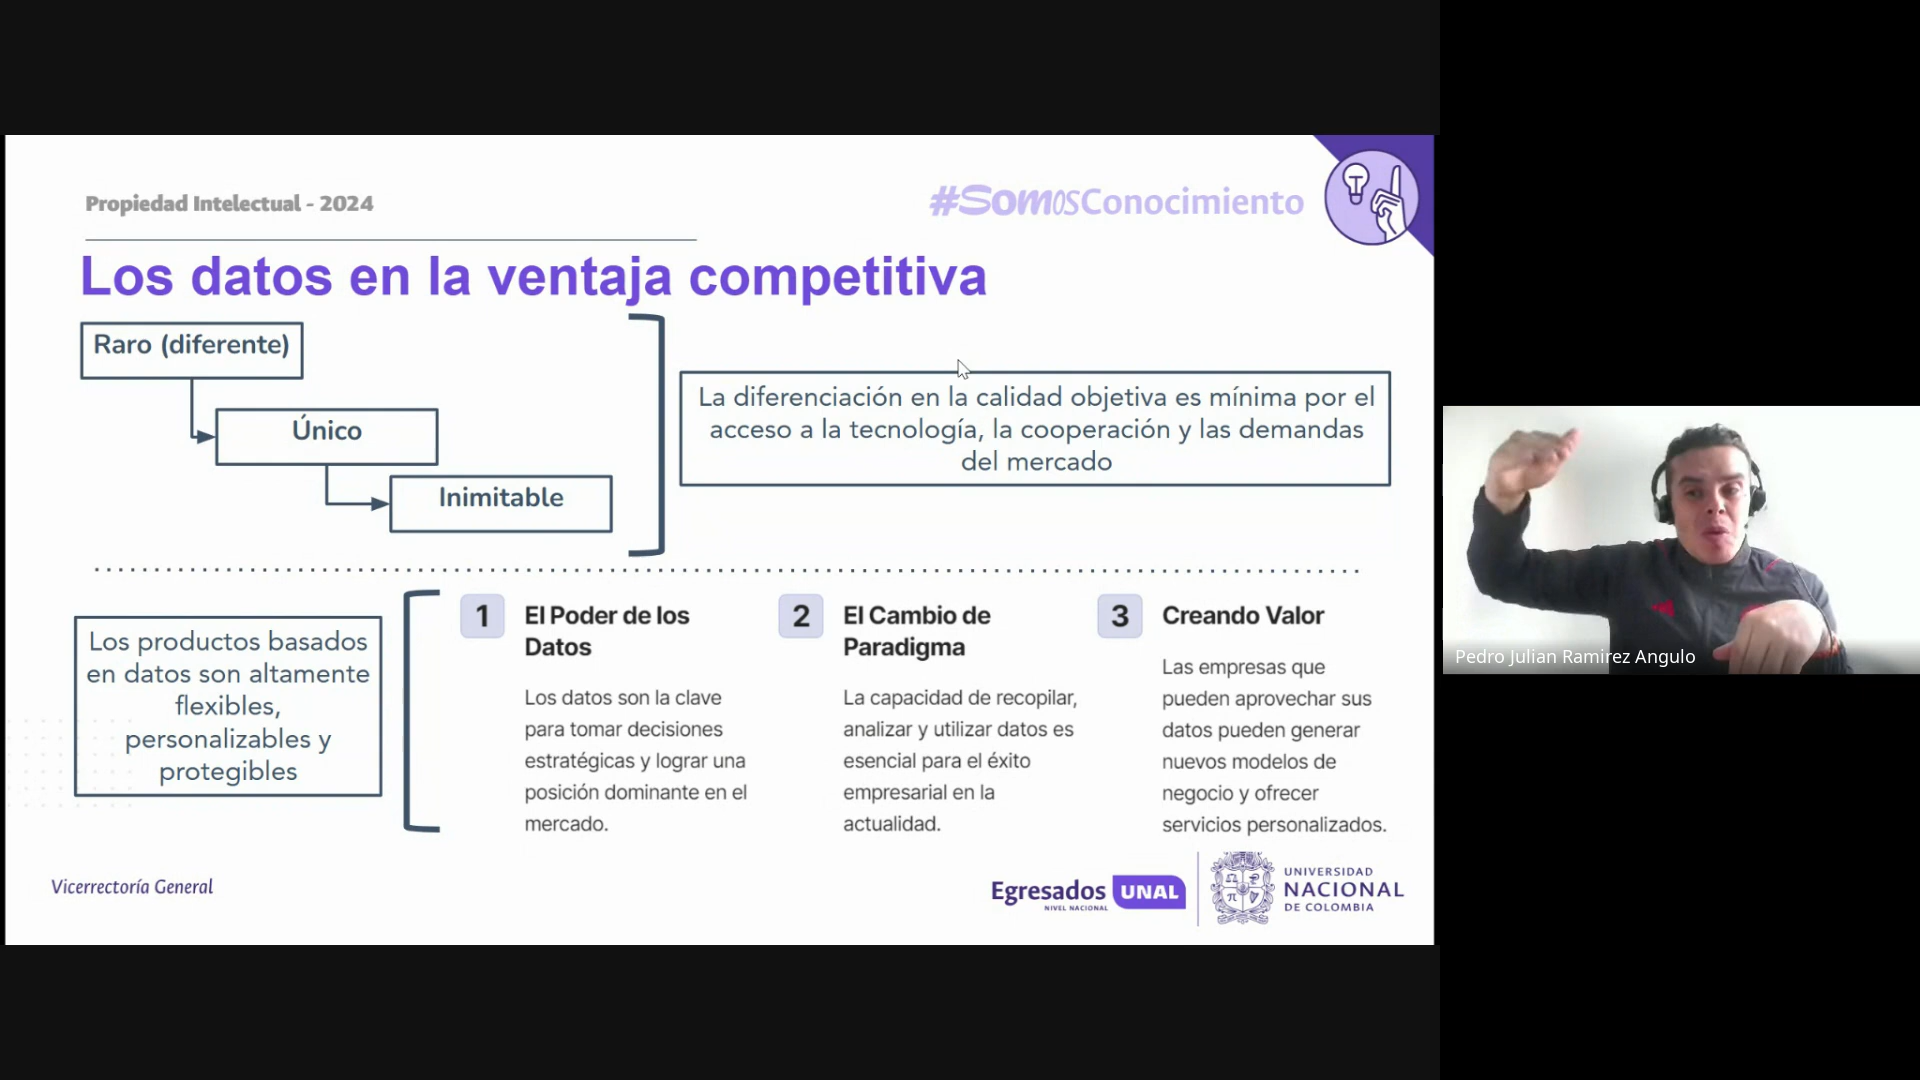 Propiedad Intelectual - 2024
#SomosConocimiento
Los datos en la ventaja competitiva
Raro (diferente)
Único
Inimitable
La diferenciación en la calidad objetiva es mínima por el
acceso a la tecnología, la cooperación y las demandas
del mercado
Los productos basados
en datos son altamente
flexibles,
personalizables y
protegibles
1
El Poder de los
Datos
Los datos son la clave
para tomar decisiones
estratégicas y lograr una
posición dominante en el
mercado.
2
El Cambio de
Paradigma
La capacidad de recopilar,
analizar y utilizar datos es
esencial para el éxito
empresarial en la
actualidad.
3
Creando Valor
Las empresas que
pueden aprovechar sus
datos pueden generar
nuevos modelos de
negocio y ofrecer
servicios personalizados.
Vicerrectoría General
Egresados UNAL
NIVEL NACIONAL
UNIVERSIDAD
NACIONAL
DE COLOMBIA
Pedro Julian Ramirez Angulo